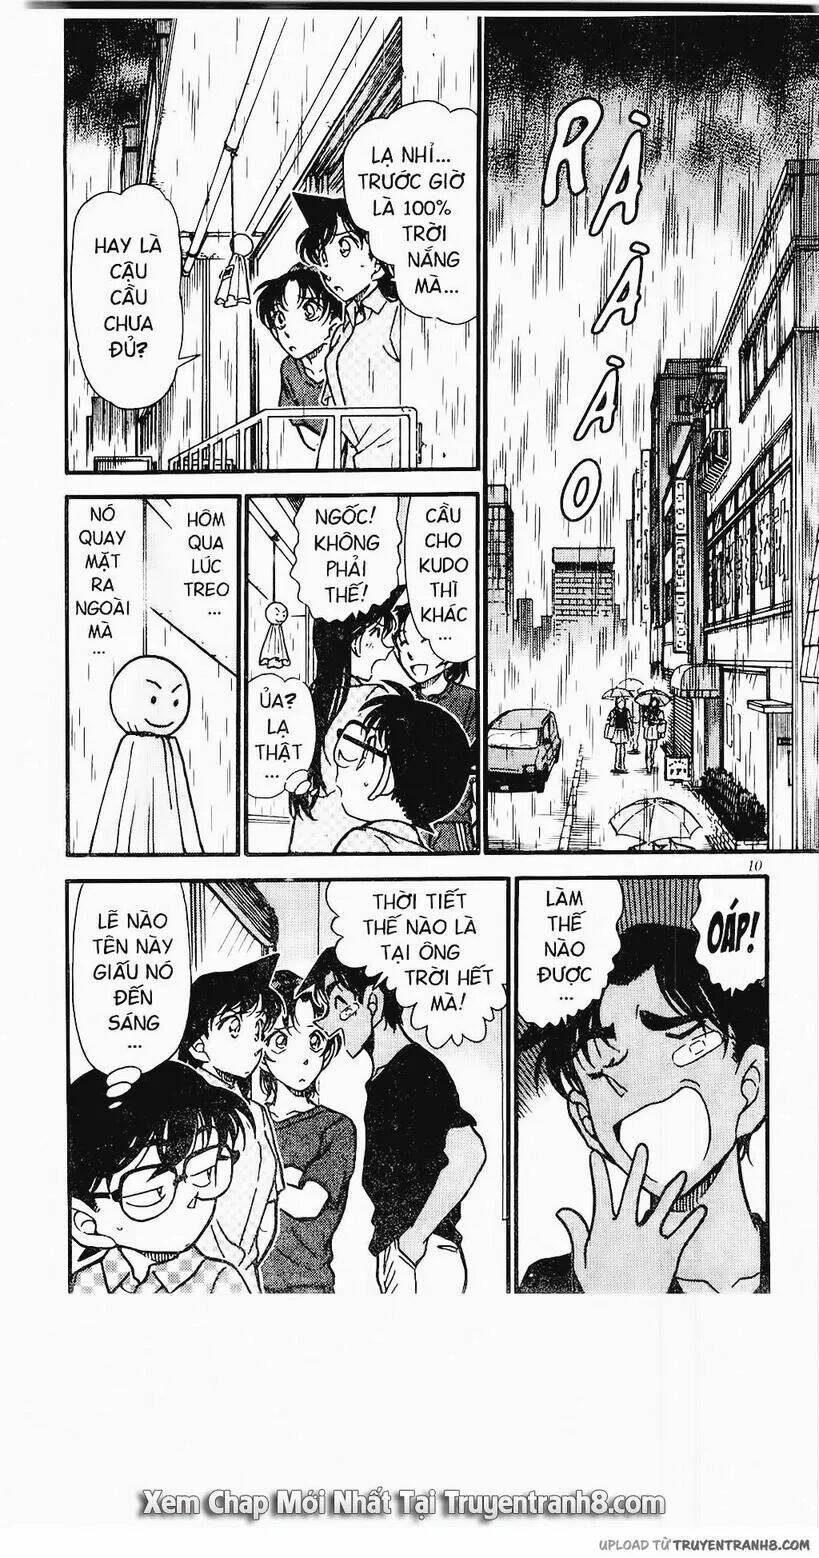 RÀÀÀÀO
LẠ NHỈ...
TRƯỚC GIỜ
LÀ 100%
TRỜI
NẮNG
MÀ...
HAY LÀ
CẬU
CẦU
CHƯA
ĐỦ?
CẦU
CHO
KUDO
THÌ
KHÁC
...
NGỐC!
KHÔNG
PHẢI
THẾ!
ỦA?
LẠ
THẬT
...
HÔM
QUA
LÚC
TREO
...
NÓ
QUAY
MẶT
RA
NGOÀI
MÀ
...
10
OÁP!
LÀM
THẾ
NÀO
ĐƯỢC
...
THỜI TIẾT
THẾ NÀO LÀ
TẠI ÔNG
TRỜI HẾT
MÀ!
LẼ NÀO
TÊN NÀY
GIẤU NÓ
ĐẾN
SÁNG
...
Xem Chap Mới Nhất Tại Truyentranh8.com
UPLOAD TỪ TRUYENTRANH8.COM